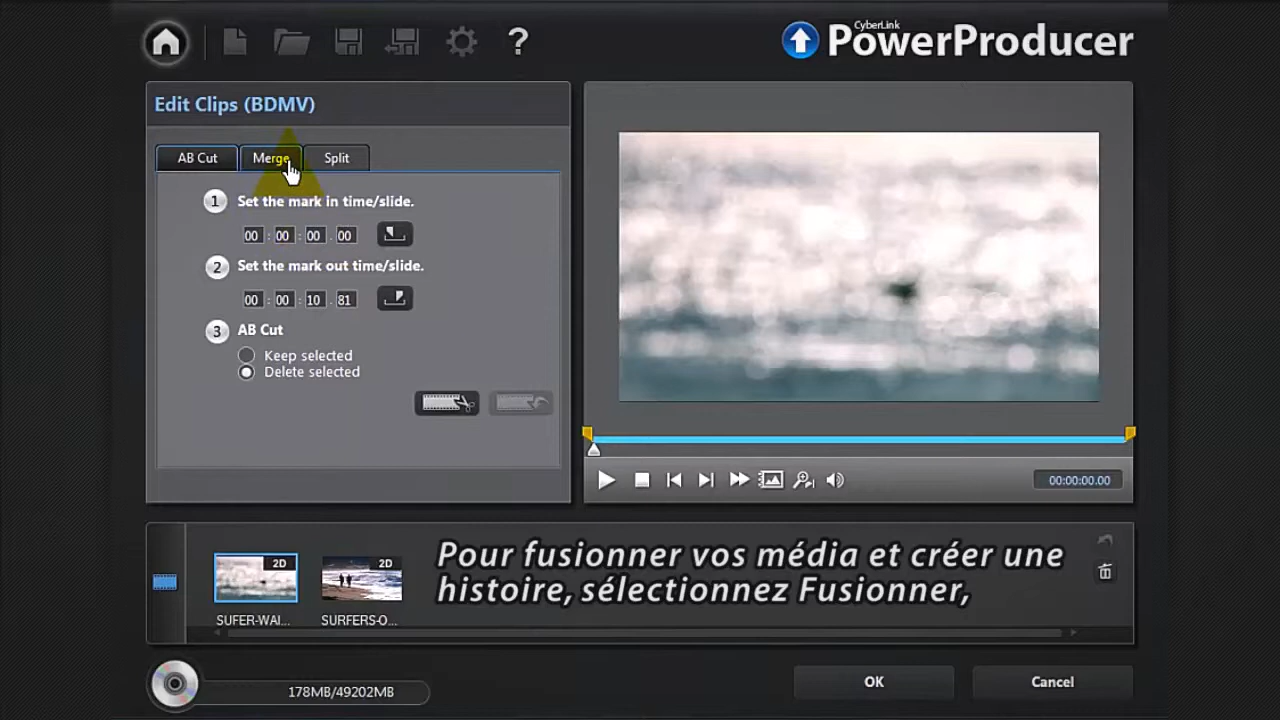 ?
CyberLink
PowerProducer
Edit Clips (BDMV)
AB Cut
Merge
Split
1 Set the mark in time/slide.
00 : 00 : 00 . 00
2 Set the mark out time/slide.
00 : 00 : 10 . 81
3 AB Cut
Keep selected
Delete selected
00:00:00.00
2D
2D
SUFER-WAI...
SURFERS-O...
Pour fusionner vos média et créer une
histoire, sélectionnez Fusionner,
178MB/49202MB
OK
Cancel